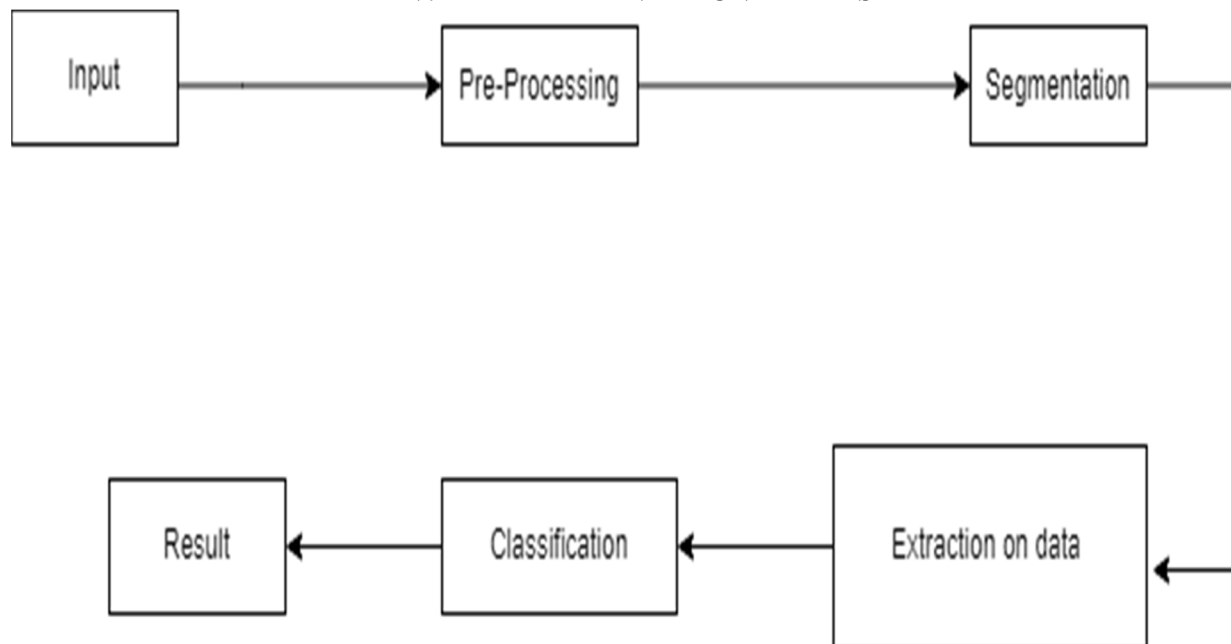 Input
Pre-Processing
Segmentation
Result
Classification
Extraction on data